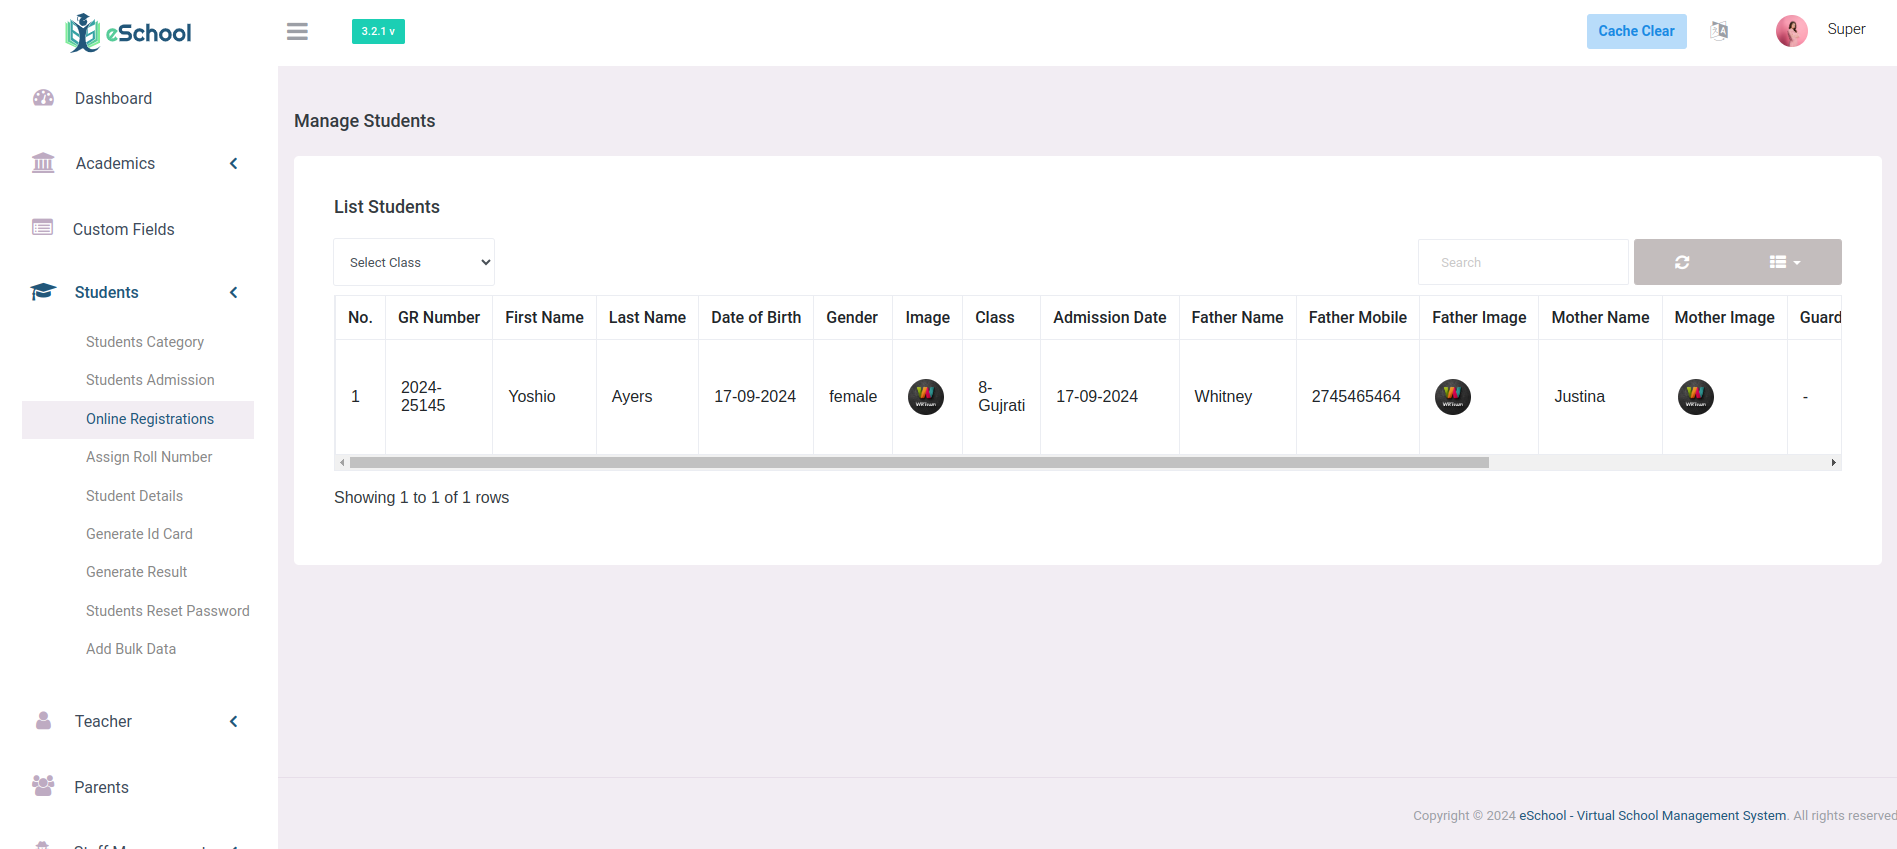 eSchool
3.2.1 v
Cache Clear
Super
Dashboard
Academics
Custom Fields
Students
Students Category
Students Admission
Online Registrations
Assign Roll Number
Student Details
Generate Id Card
Generate Result
Students Reset Password
Add Bulk Data
Teacher
Parents
Manage Students
List Students
Select Class
Search
No. GR Number First Name Last Name Date of Birth Gender Image Class Admission Date Father Name Father Mobile Father Image Mother Name Mother Image Guard
1 2024-25145 Yoshio Ayers 17-09-2024 female 8-Gujrati 17-09-2024 Whitney 2745465464 Justina -
Showing 1 to 1 of 1 rows
Copyright © 2024 eSchool - Virtual School Management System. All rights reserved